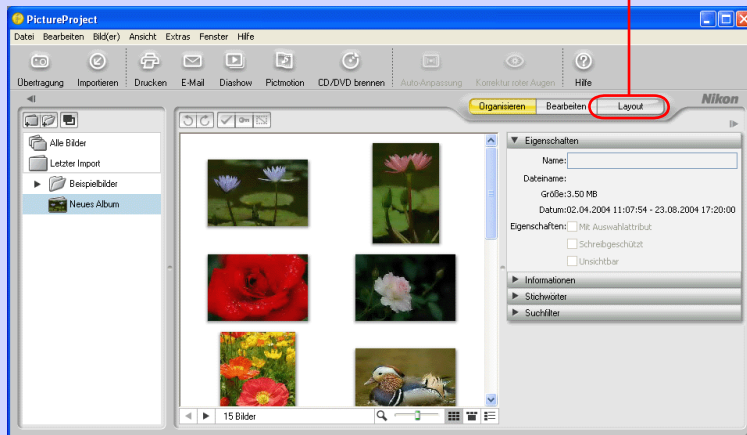 PictureProject
Datei Bearbeiten Bild(er) Ansicht Extras Fenster Hilfe
Übertragung Importieren Drucken E-Mail Diashow Pictmotion CD/DVD brennen Auto-Anpassung Korrektur roter Augen Hilfe
Organisieren Bearbeiten Layout Nikon
Alle Bilder
Letzter Import
Beispielbilder
Neues Album
15 Bilder
Eigenschaften
Name:
Dateiname:
Größe:3.50 MB
Datum:02.04.2004 11:07:54 - 23.08.2004 17:20:00
Eigenschaften: Mit Auswahlattribut
Schreibgeschützt
Unsichtbar
Informationen
Stichwörter
Suchfilter